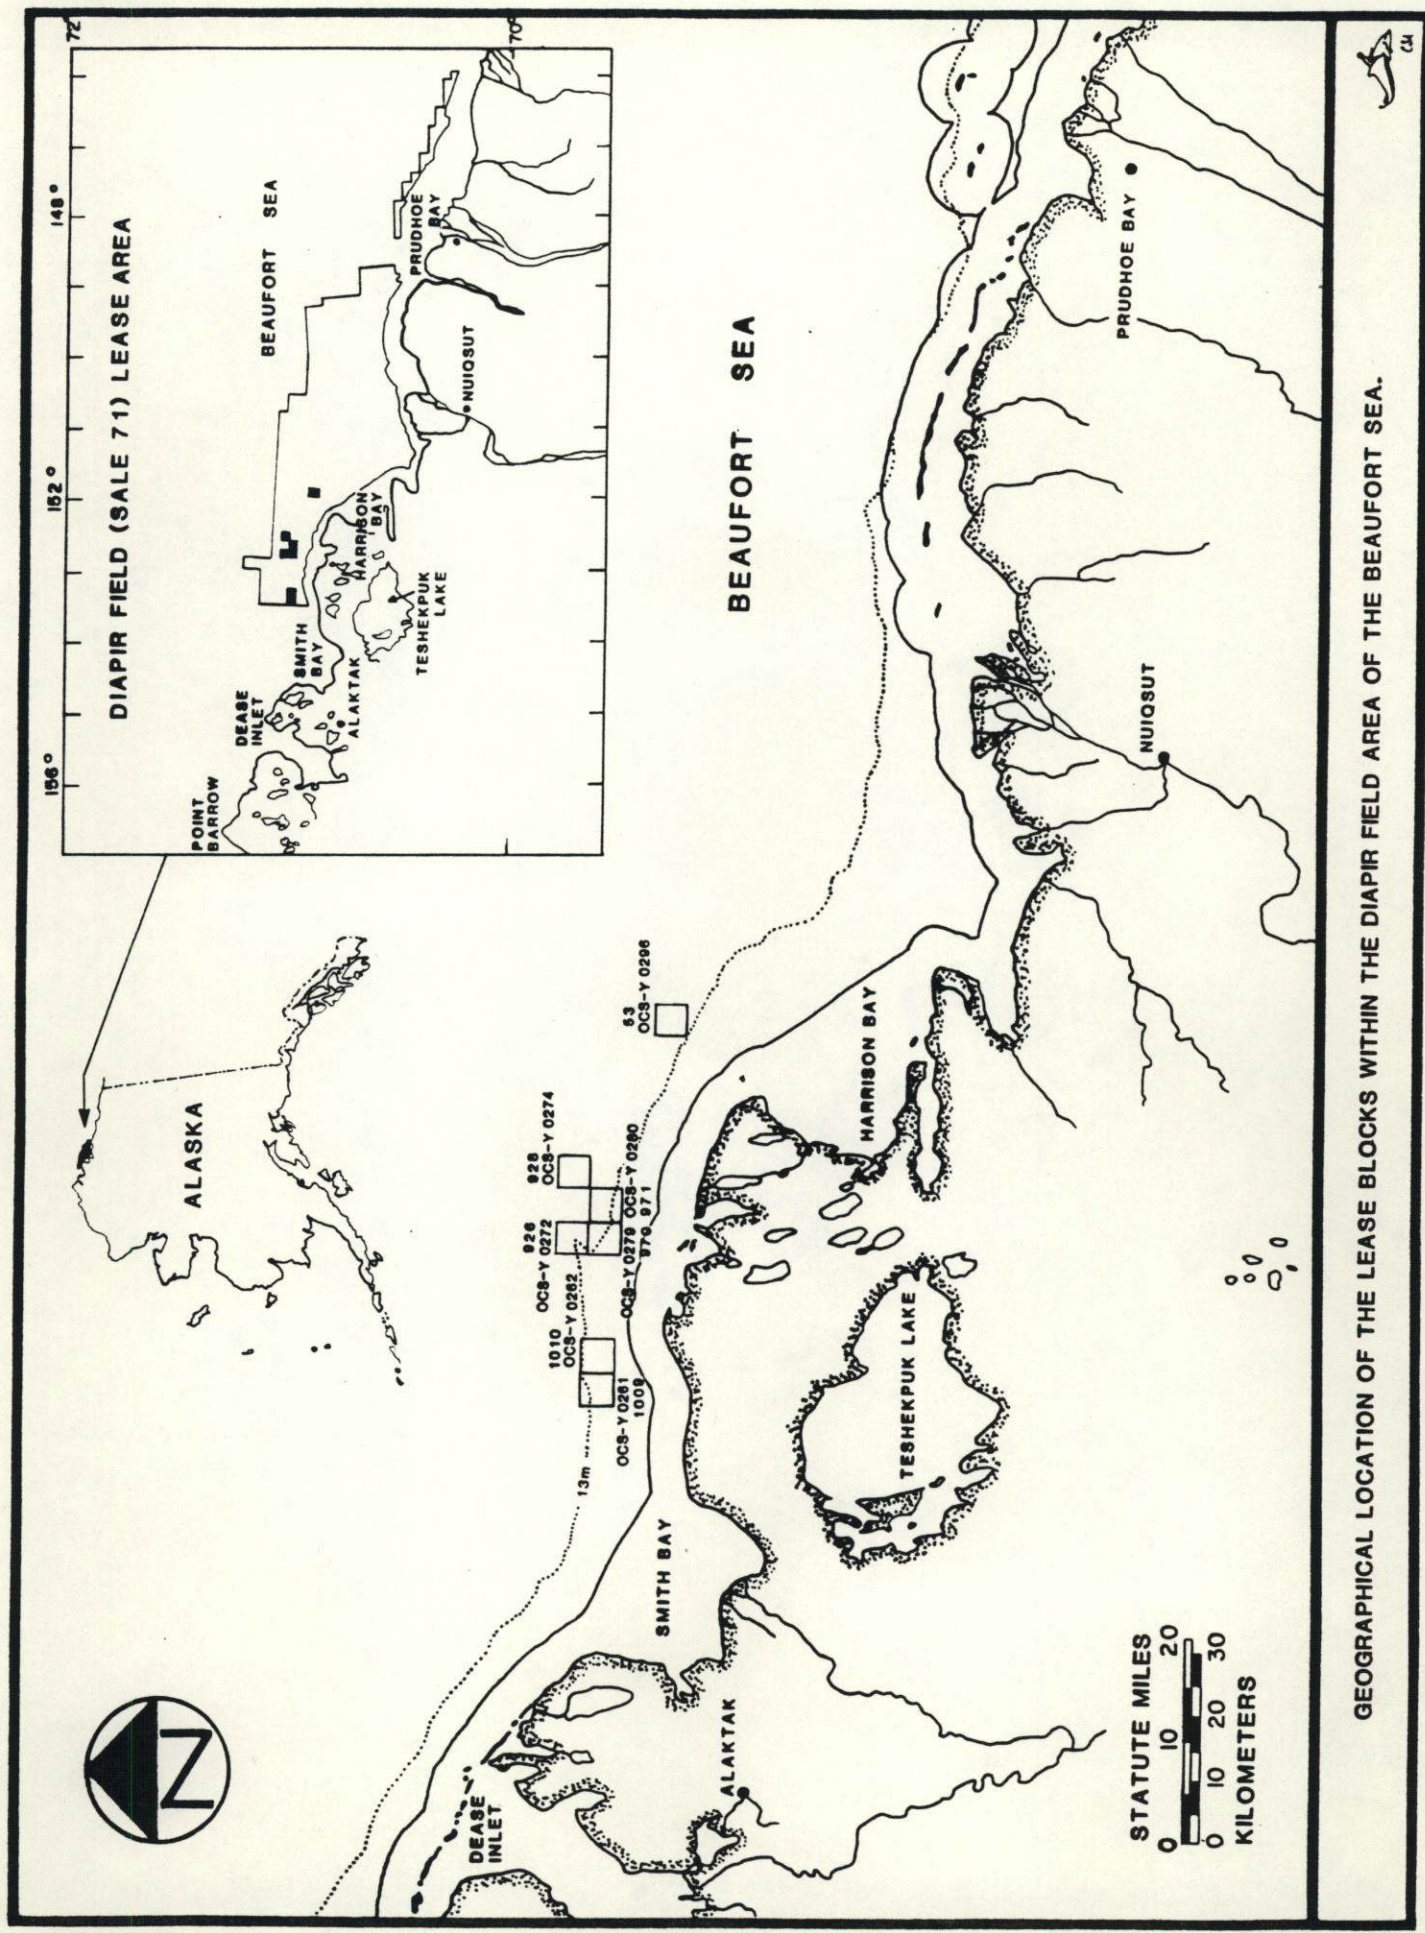 DIAPIR FIELD (SALE 71) LEASE AREA
156°
152°
148°
72
70°
POINT
BARROW
DEASE
INLET
SMITH
BAY
ALAKTAK
TESHEKPUK
LAKE
HARRISON
BAY
NUIQSUT
PRUDHOE
BAY
BEAUFORT SEA
ALASKA
N
BEAUFORT SEA
13m
1010
OCS-Y 0262
OCS-Y 0261
1009
926
OCS-Y 0272
928
OCS-Y 0274
OCS-Y 0279 OCS-Y 0280
970 971
53
OCS-Y 0296
DEASE
INLET
SMITH BAY
ALAKTAK
TESHEKPUK LAKE
HARRISON BAY
NUIQSUT
PRUDHOE BAY
STATUTE MILES
0 10 20
0 10 20 30
KILOMETERS
GEOGRAPHICAL LOCATION OF THE LEASE BLOCKS WITHIN THE DIAPIR FIELD AREA OF THE BEAUFORT SEA.